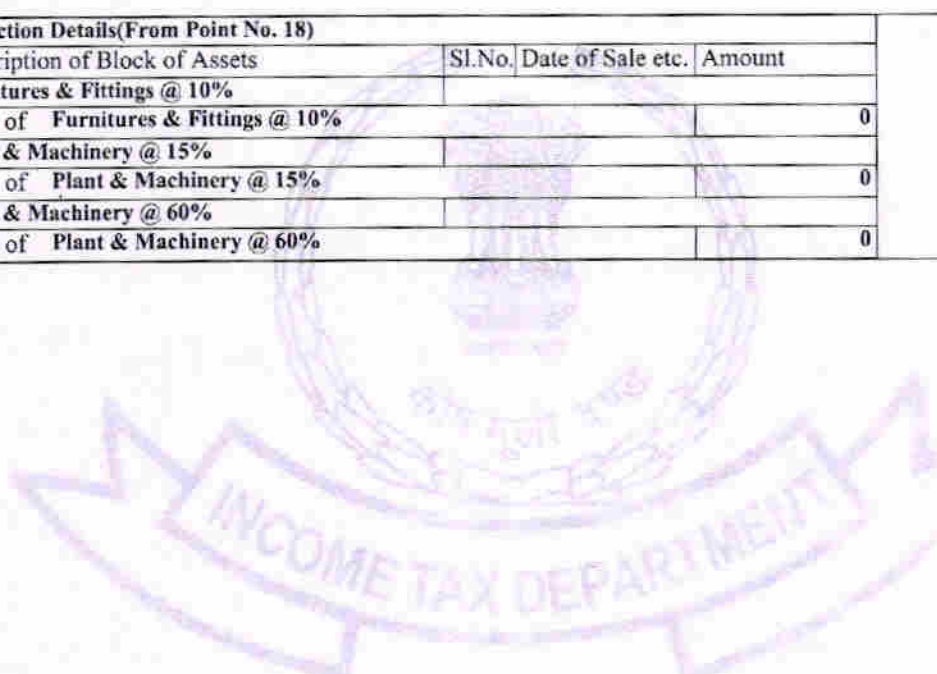 ction Details(From Point No. 18)
ription of Block of Assets Sl.No. Date of Sale etc. Amount
tures & Fittings @ 10%
of Furnitures & Fittings @ 10% 0
& Machinery @ 15%
of Plant & Machinery @ 15% 0
& Machinery @ 60%
of Plant & Machinery @ 60% 0
INCOME TAX DEPARTMENT